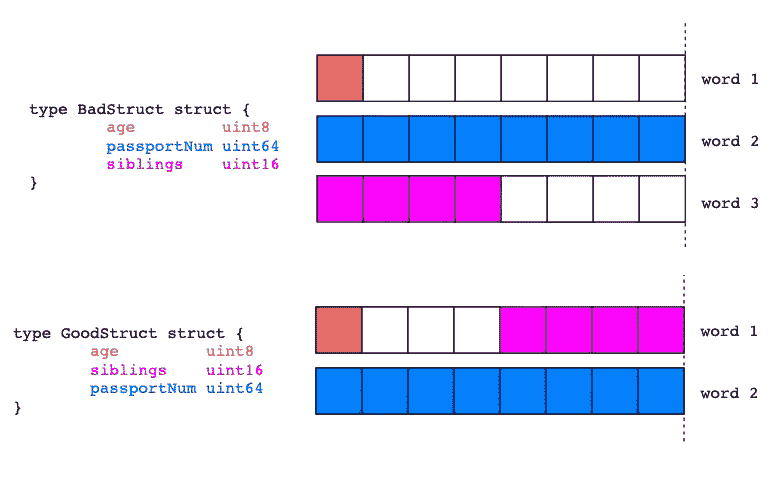 type BadStruct struct {
age uint8
passportNum uint64
siblings uint16
}
word 1
word 2
word 3
type GoodStruct struct {
age uint8
siblings uint16
passportNum uint64
}
word 1
word 2